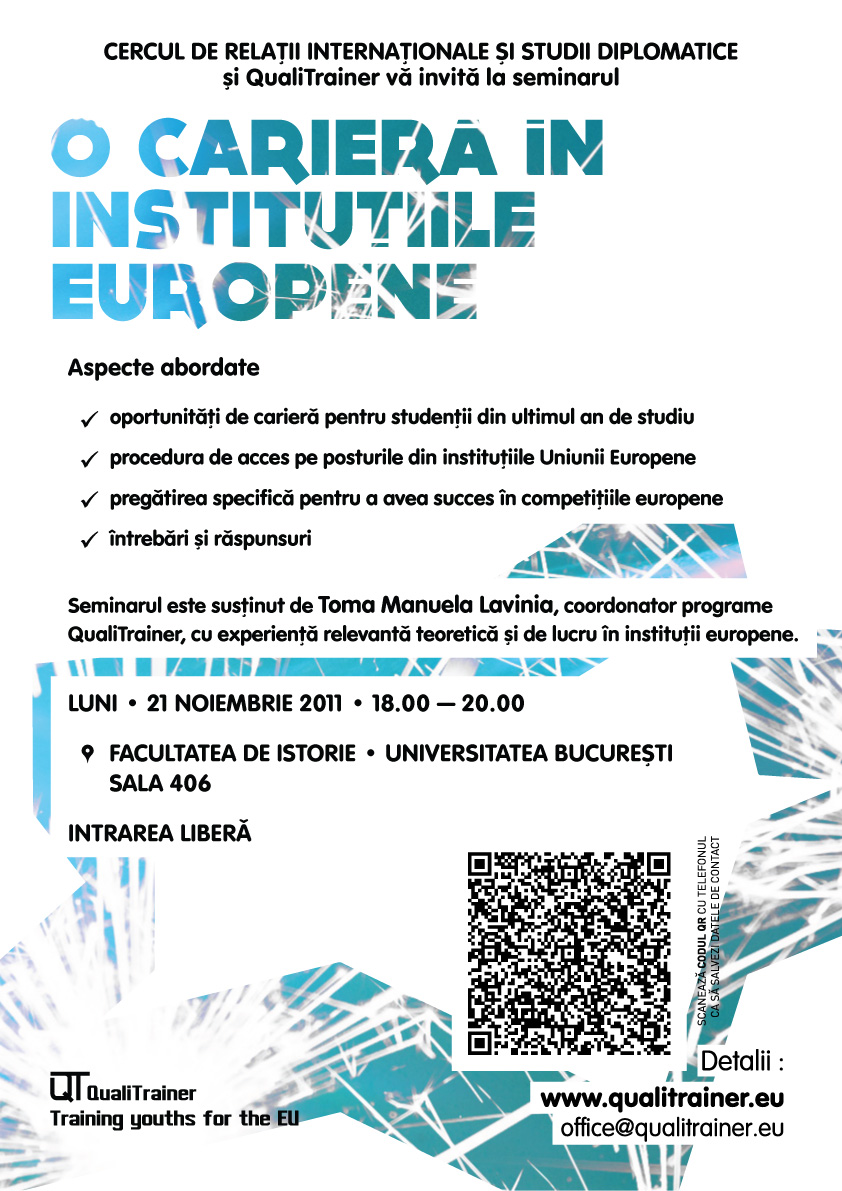 CERCUL DE RELAȚII INTERNAȚIONALE ȘI STUDII DIPLOMATICE
și QualiTrainer vă invită la seminarul
O CARIERĂ ÎN
INSTITUȚIILE
EUROPENE
Aspecte abordate
✓ oportunități de carieră pentru studenții din ultimul an de studiu
✓ procedura de acces pe posturile din instituțiile Uniunii Europene
✓ pregătirea specifică pentru a avea succes în competițiile europene
✓ întrebări și răspunsuri
Seminarul este susținut de Toma Manuela Lavinia, coordonator programe
QualiTrainer, cu experiență relevantă teoretică și de lucru în instituții europene.
LUNI • 21 NOIEMBRIE 2011 • 18.00 — 20.00
FACULTATEA DE ISTORIE • UNIVERSITATEA BUCUREȘTI
SALA 406
INTRAREA LIBERĂ
SCANEAZĂ CODUL QR CU TELEFONUL
CA SĂ SALVEZI DATELE DE CONTACT
Detalii :
www.qualitrainer.eu
office@qualitrainer.eu
QT QualiTrainer
Training youths for the EU